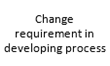 Change
requirement in
developing process